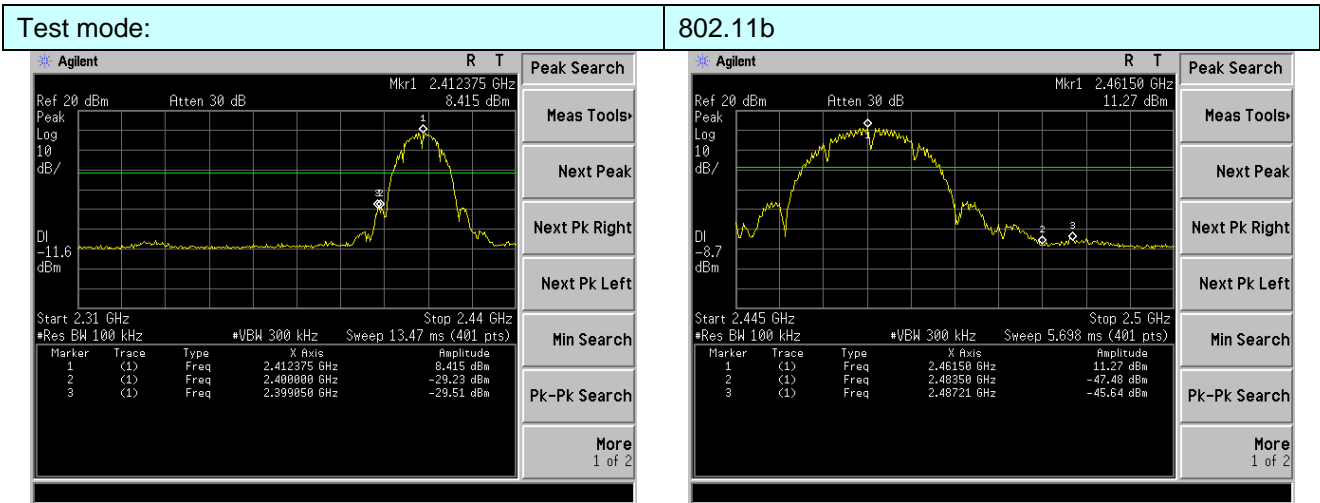 Test mode: 802.11b
Agilent R T
Mkr1 2.412375 GHz
Ref 20 dBm Atten 30 dB 8.415 dBm
Peak
Log
10
dB/
1
3 2
DI
-11.6
dBm
Start 2.31 GHz Stop 2.44 GHz
#Res BW 100 kHz #VBW 300 kHz Sweep 13.47 ms (401 pts)
Marker Trace Type X Axis Amplitude
1 (1) Freq 2.412375 GHz 8.415 dBm
2 (1) Freq 2.400000 GHz -29.23 dBm
3 (1) Freq 2.399050 GHz -29.51 dBm
Peak Search
Meas Tools
Next Peak
Next Pk Right
Next Pk Left
Min Search
Pk-Pk Search
More
1 of 2
Agilent R T
Mkr1 2.46150 GHz
Ref 20 dBm Atten 30 dB 11.27 dBm
Peak
Log
10
dB/
1
2 3
DI
-8.7
dBm
Start 2.445 GHz Stop 2.5 GHz
#Res BW 100 kHz #VBW 300 kHz Sweep 5.698 ms (401 pts)
Marker Trace Type X Axis Amplitude
1 (1) Freq 2.46150 GHz 11.27 dBm
2 (1) Freq 2.48350 GHz -47.48 dBm
3 (1) Freq 2.48721 GHz -45.64 dBm
Peak Search
Meas Tools
Next Peak
Next Pk Right
Next Pk Left
Min Search
Pk-Pk Search
More
1 of 2